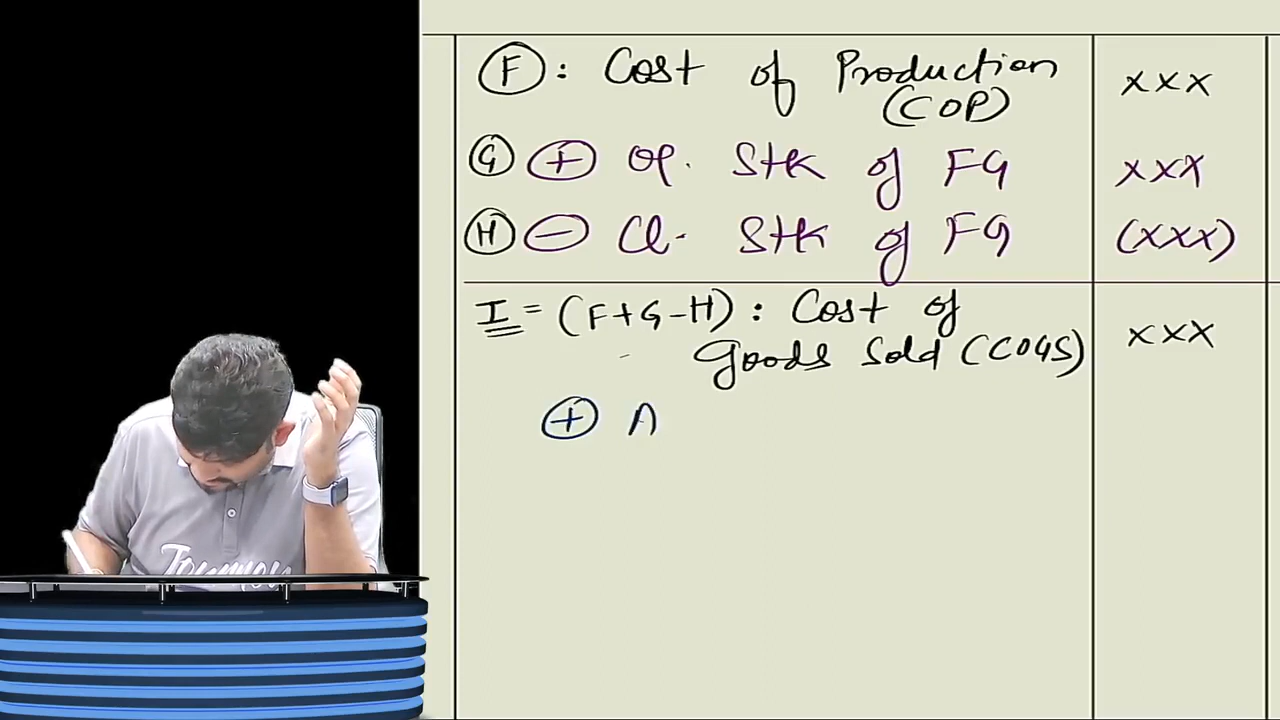 F : Cost of Production
(COP) xxx
G + Op. Stk of FG xxx
H - Cl. Stk of FG (xxx)
I = (F+G-H) : Cost of
Goods Sold (COGS) xxx
+ A